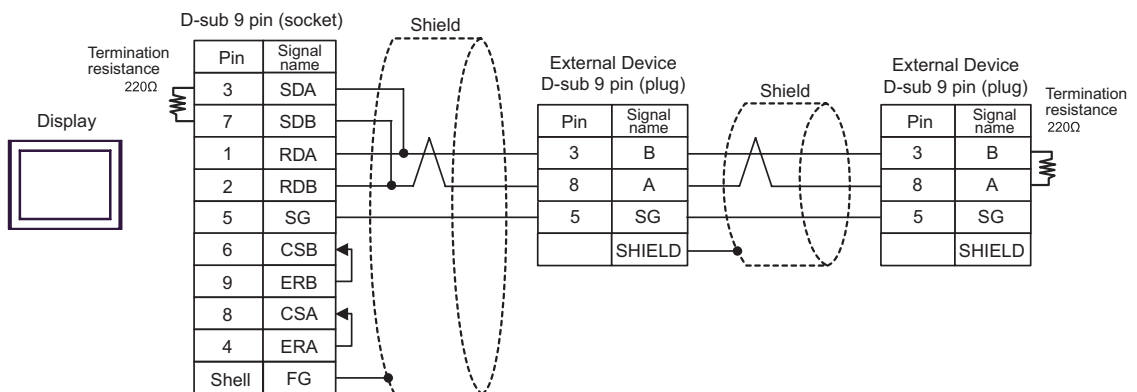 D-sub 9 pin (socket)
Shield
Termination
resistance
220Ω
Display
Pin Signal name
3 SDA
7 SDB
1 RDA
2 RDB
5 SG
6 CSB
9 ERB
8 CSA
4 ERA
Shell FG
External Device
D-sub 9 pin (plug)
Pin Signal name
3 B
8 A
5 SG
SHIELD
Shield
External Device
D-sub 9 pin (plug)
Pin Signal name
3 B
8 A
5 SG
SHIELD
Termination
resistance
220Ω